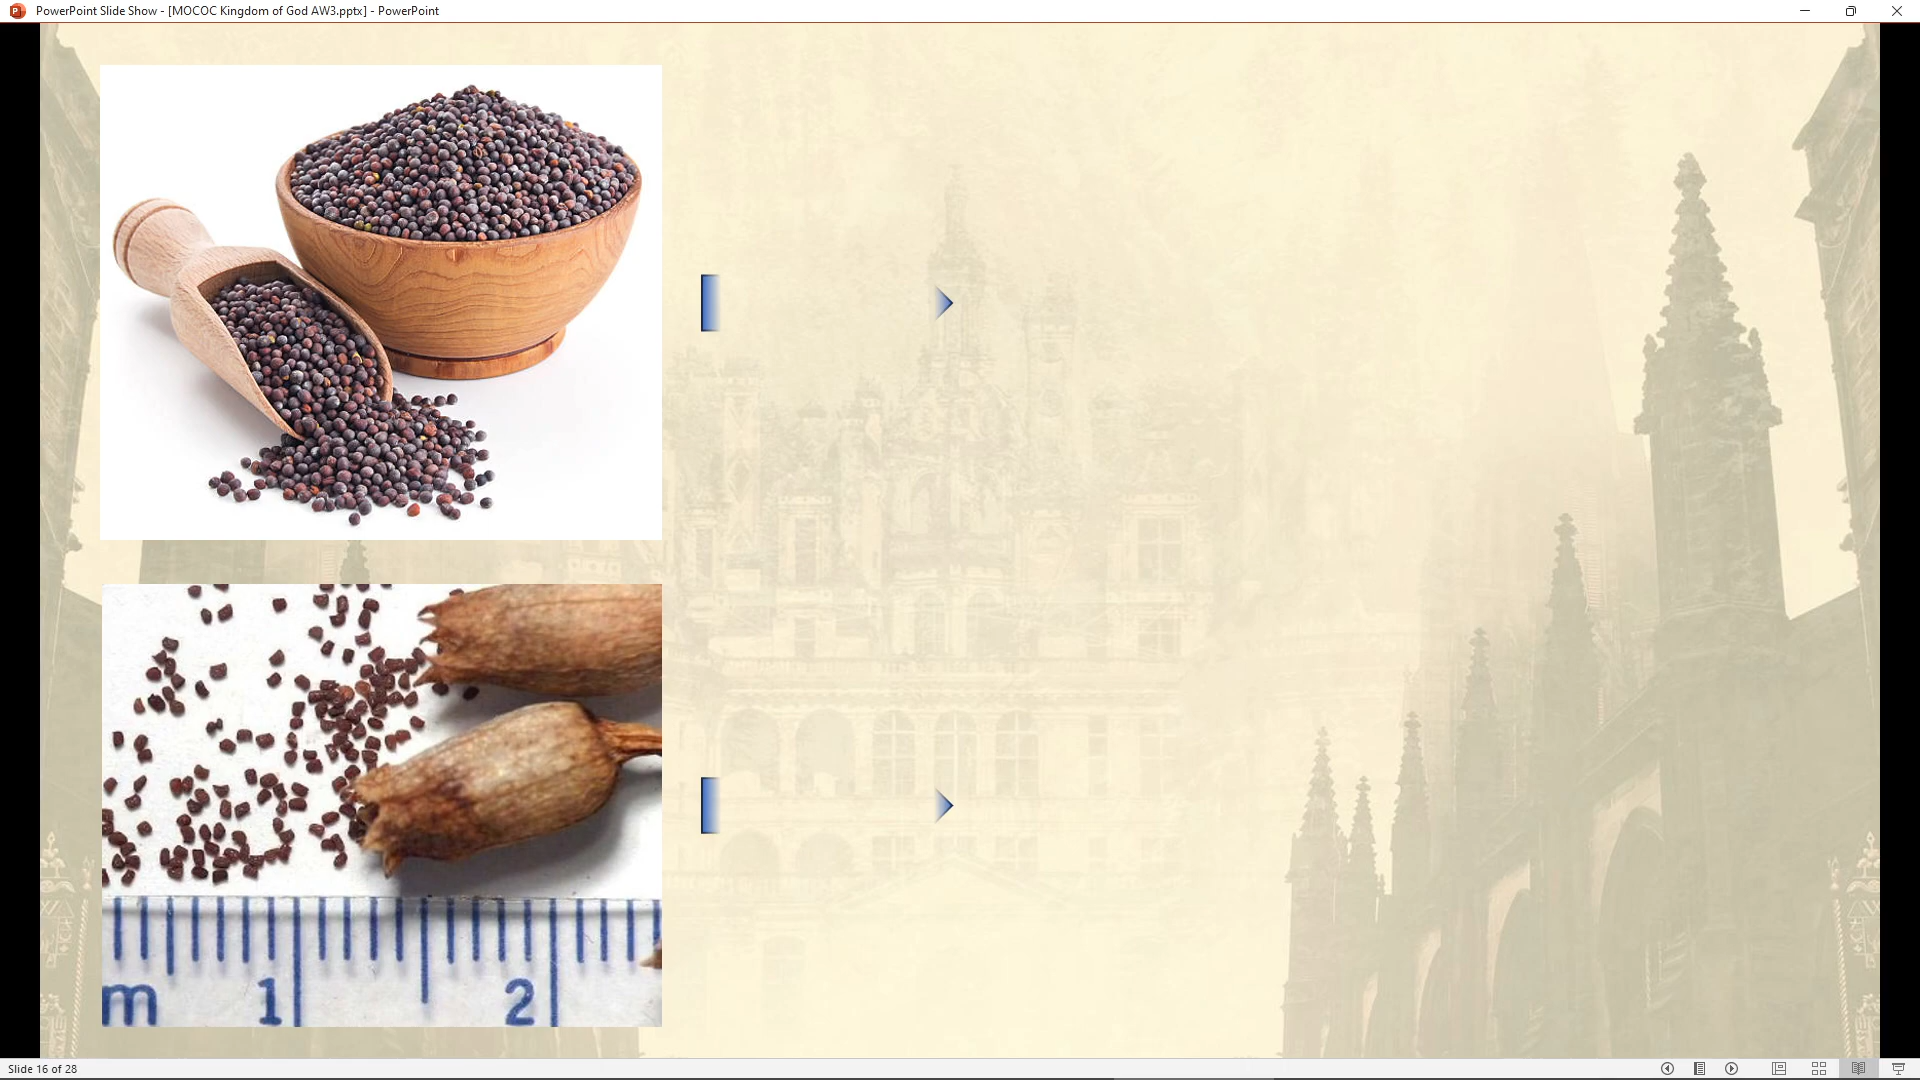 PowerPoint Slide Show - [MOCOC Kingdom of God AW3.pptx] - PowerPoint
m 1 2
Slide 16 of 28